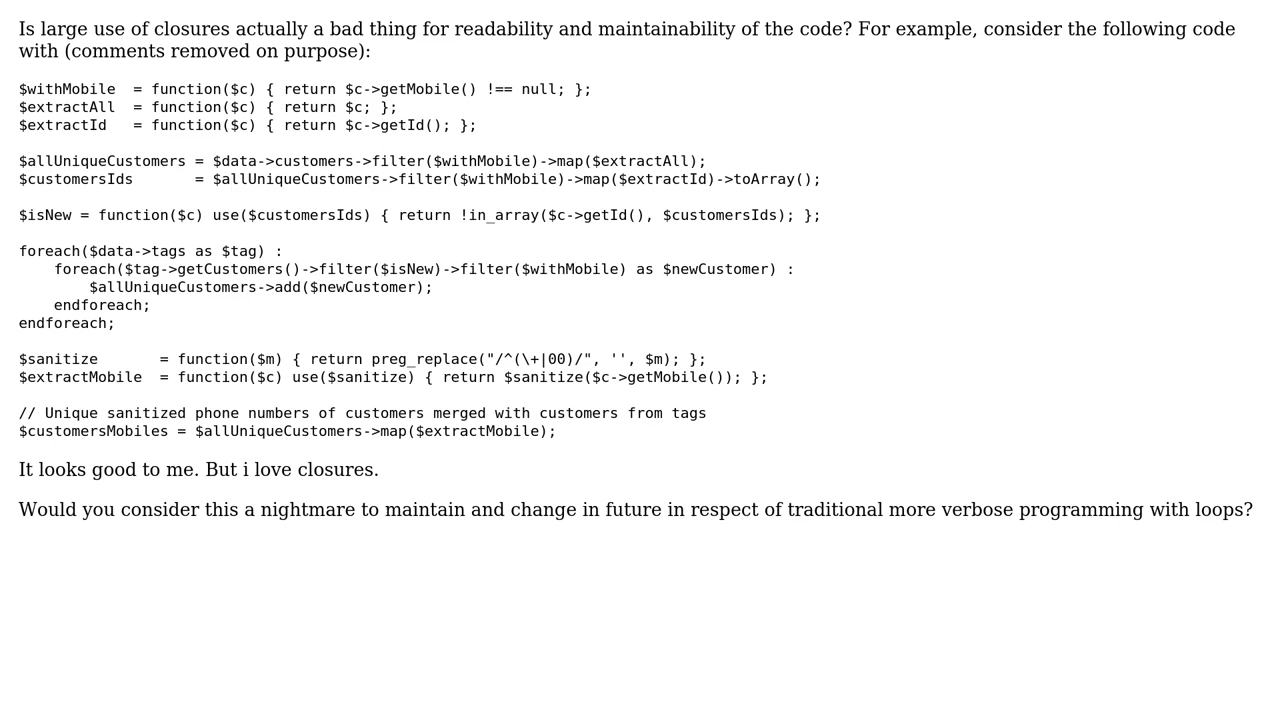 Is large use of closures actually a bad thing for readability and maintainability of the code? For example, consider the following code
with (comments removed on purpose):
$withMobile  = function($c) { return $c->getMobile() !== null; };
$extractAll  = function($c) { return $c; };
$extractId   = function($c) { return $c->getId(); };
$allUniqueCustomers = $data->customers->filter($withMobile)->map($extractAll);
$customersIds       = $allUniqueCustomers->filter($withMobile)->map($extractId)->toArray();
$isNew = function($c) use($customersIds) { return !in_array($c->getId(), $customersIds); };
foreach($data->tags as $tag) :
    foreach($tag->getCustomers()->filter($isNew)->filter($withMobile) as $newCustomer) :
        $allUniqueCustomers->add($newCustomer);
    endforeach;
endforeach;
$sanitize       = function($m) { return preg_replace("/^(\+|00)/", '', $m); };
$extractMobile  = function($c) use($sanitize) { return $sanitize($c->getMobile()); };
// Unique sanitized phone numbers of customers merged with customers from tags
$customersMobiles = $allUniqueCustomers->map($extractMobile);
It looks good to me. But i love closures.
Would you consider this a nightmare to maintain and change in future in respect of traditional more verbose programming with loops?